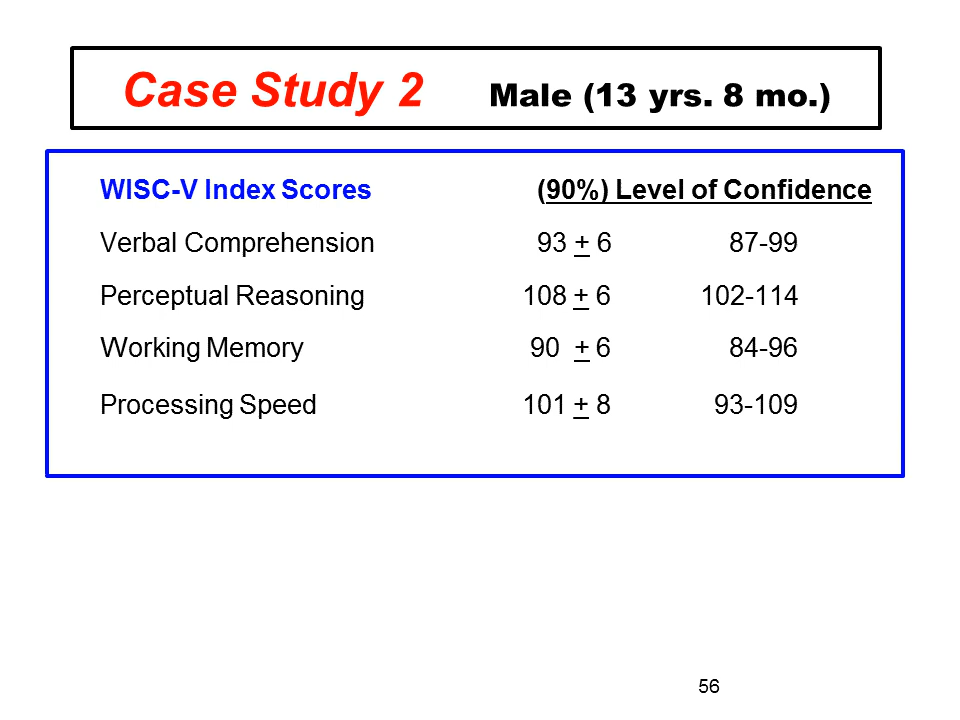 Case Study 2 Male (13 yrs. 8 mo.)
WISC-V Index Scores (90%) Level of Confidence
Verbal Comprehension 93 + 6 87-99
Perceptual Reasoning 108 + 6 102-114
Working Memory 90 + 6 84-96
Processing Speed 101 + 8 93-109
56